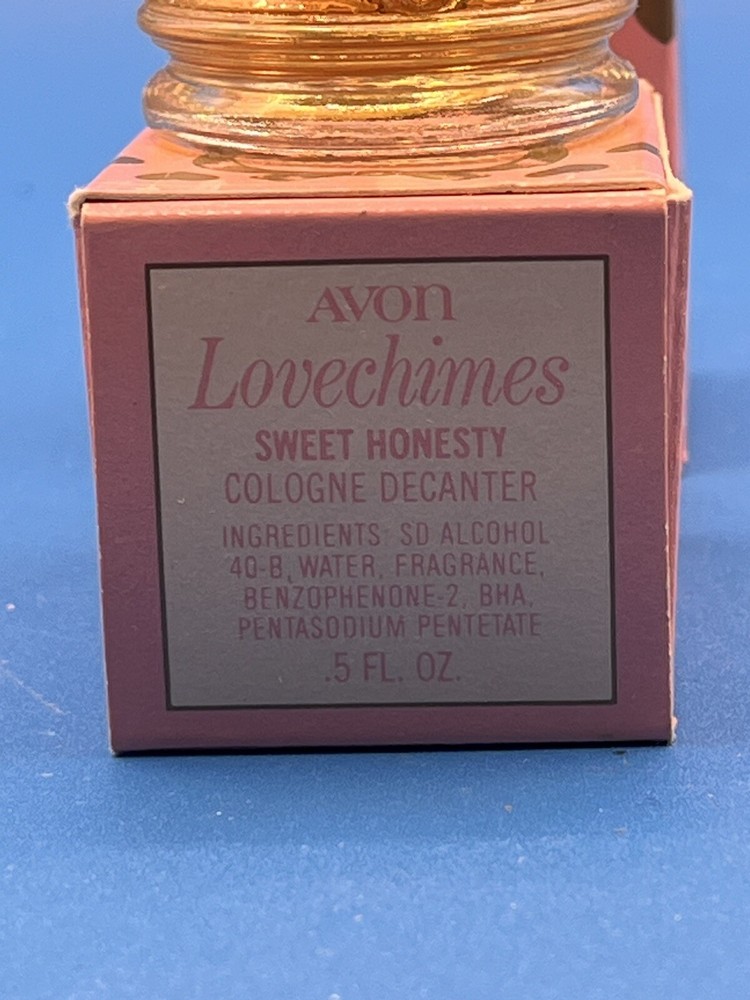 AVON
Lovechimes
SWEET HONESTY
COLOGNE DECANTER
INGREDIENTS: SD ALCOHOL
40-B, WATER, FRAGRANCE,
BENZOPHENONE-2, BHA,
PENTASODIUM PENTETATE
.5 FL. OZ.